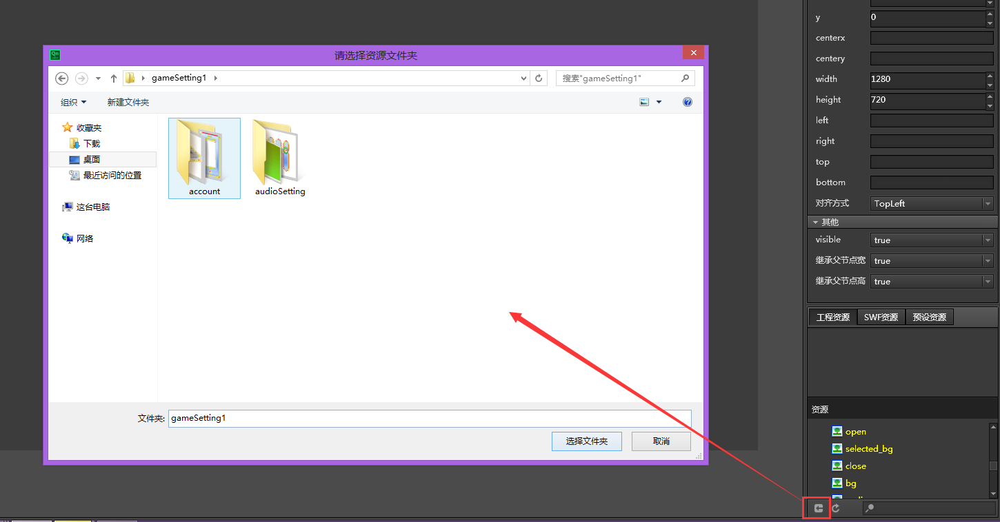 请选择资源文件夹
gameSetting1
搜索"gameSetting1"
组织
新建文件夹
收藏夹
下载
桌面
最近访问的位置
这台电脑
网络
account
audioSetting
文件夹:
gameSetting1
选择文件夹
取消
y
0
centerx
centery
width
1280
height
720
left
right
top
bottom
对齐方式
TopLeft
其他
visible
true
继承父节点宽
true
继承父节点高
true
工程资源
SWF资源
预设资源
资源
open
selected_bg
close
bg